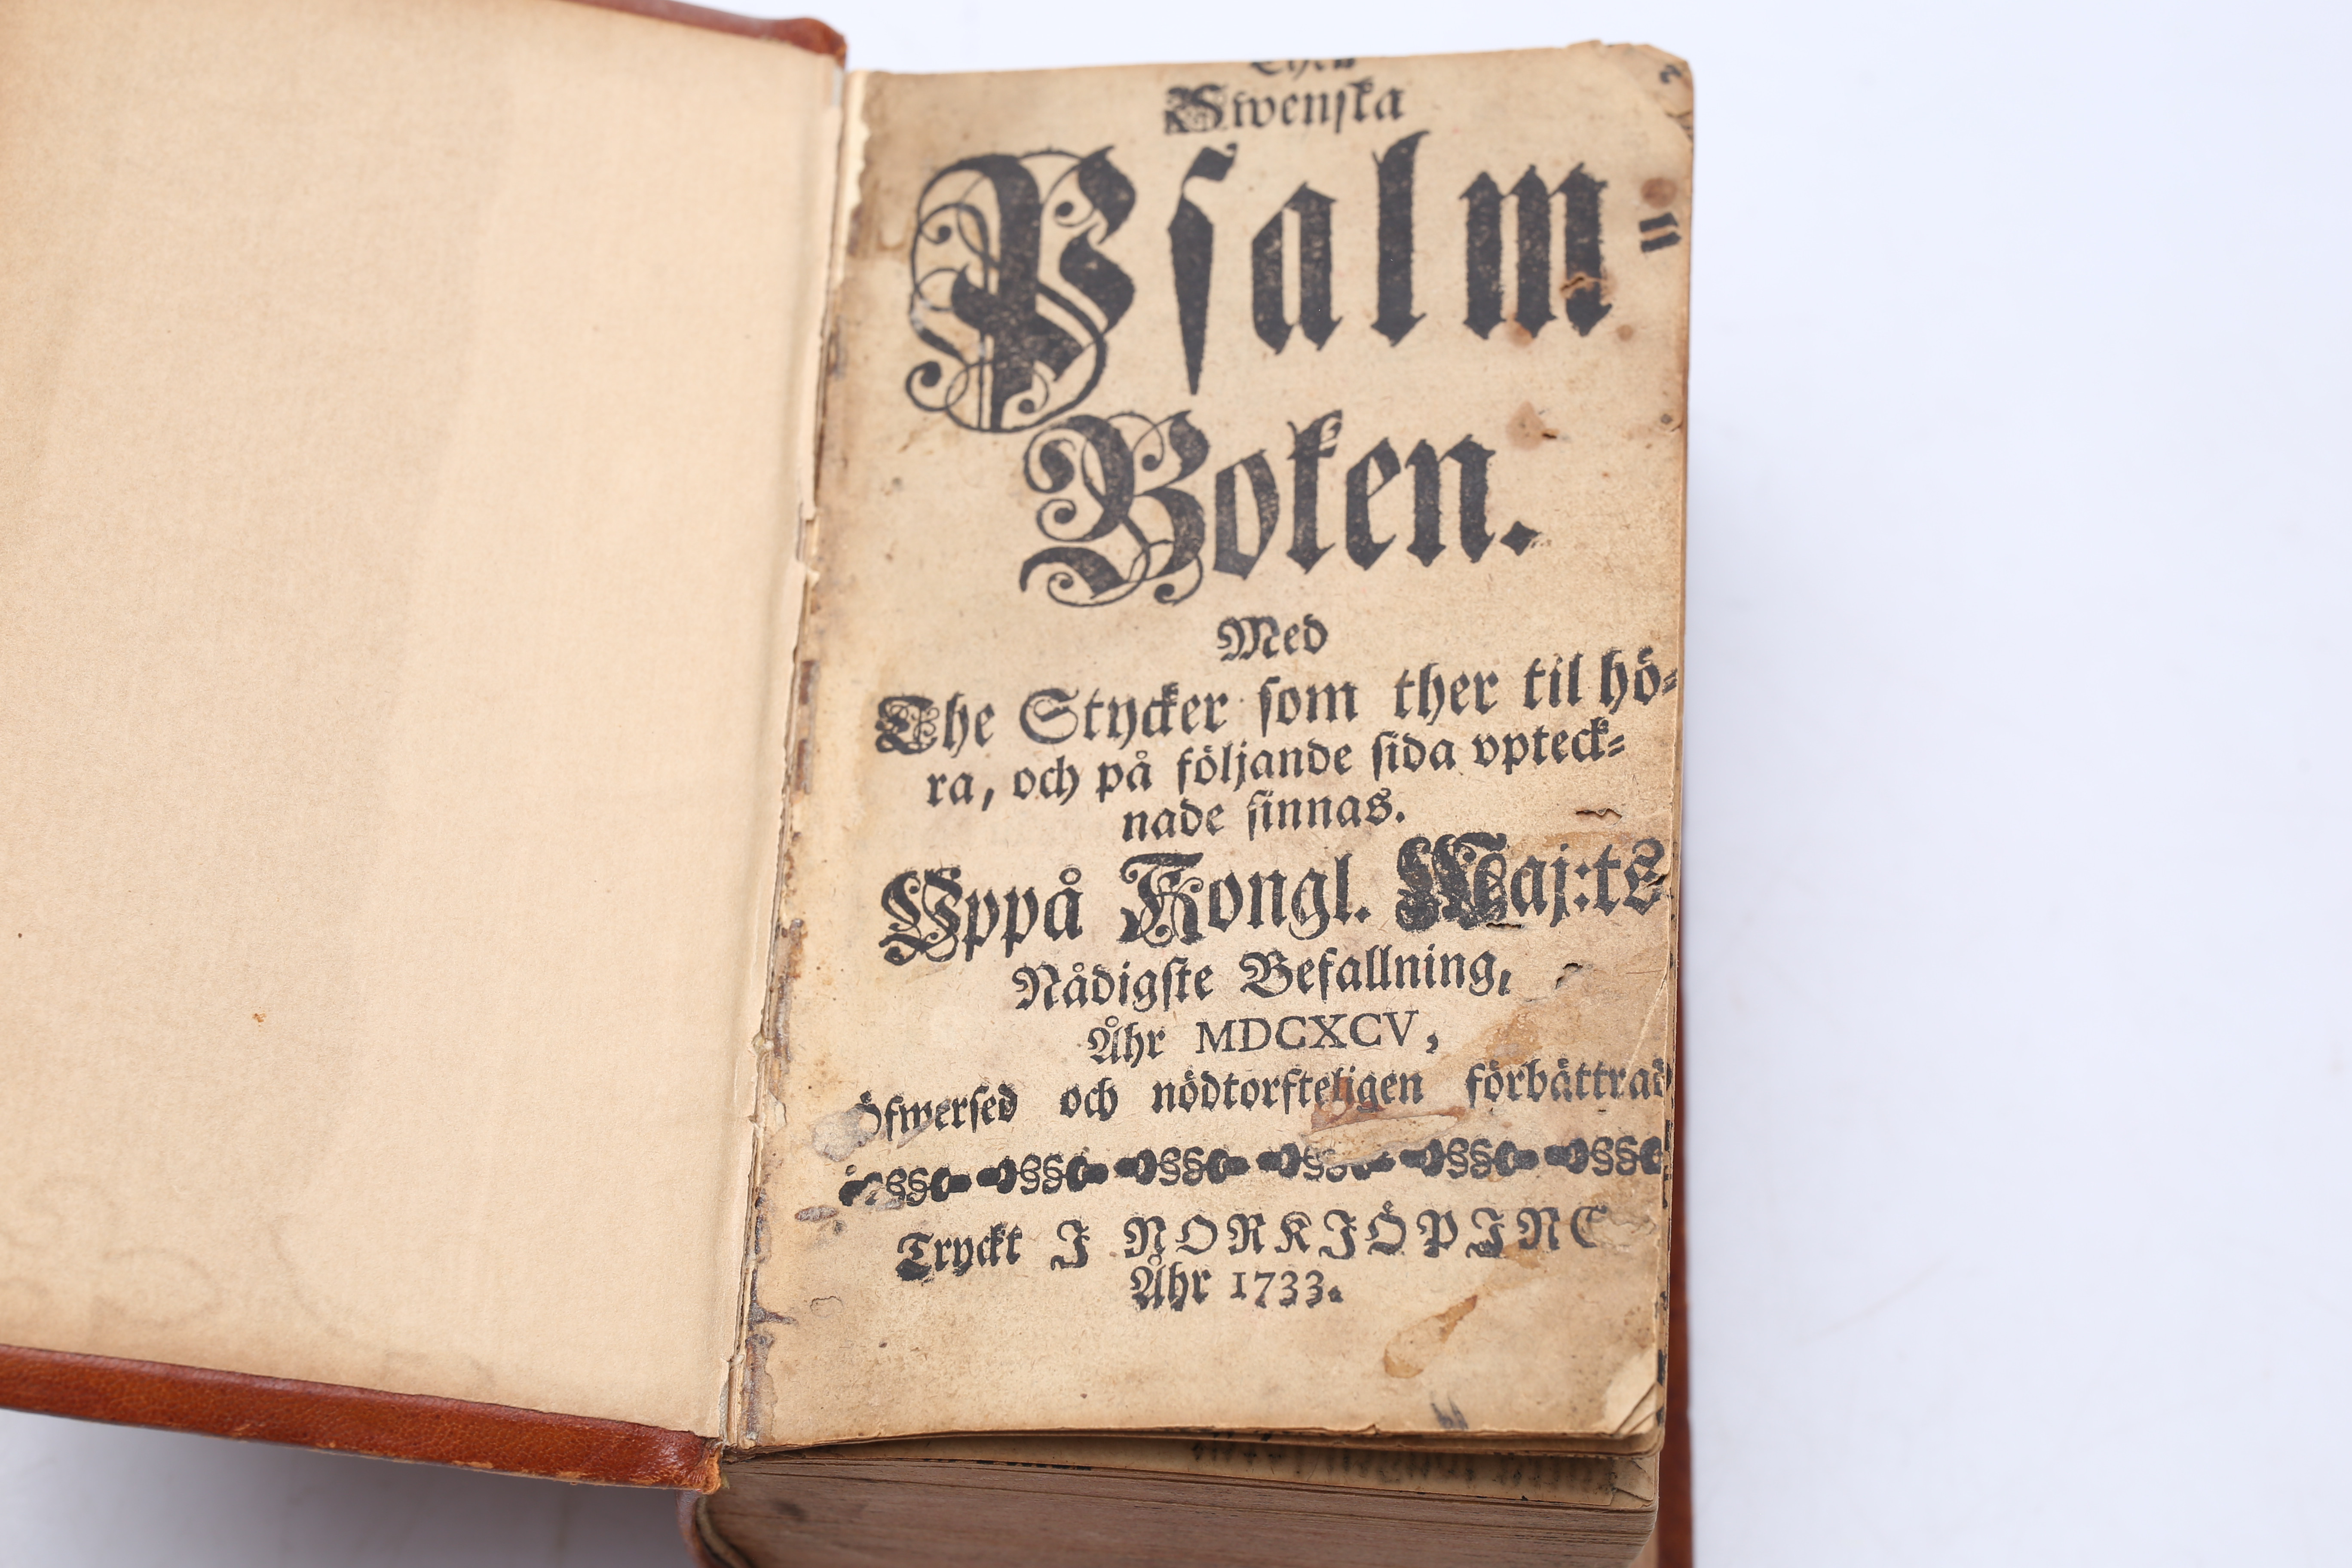 Swenska
Psalm=
Boken.
Med
The Stycker som ther til hö=
ra, och på följande sida vpteck=
nade finnas.
Vppå Kongl. Maj:ts
Nådigste Befallning,
Åhr MDCXCV,
Öfwersed och nödtorfteligen förbättrad
Tryckt J NORKJÖPJNG
Åhr 1733.